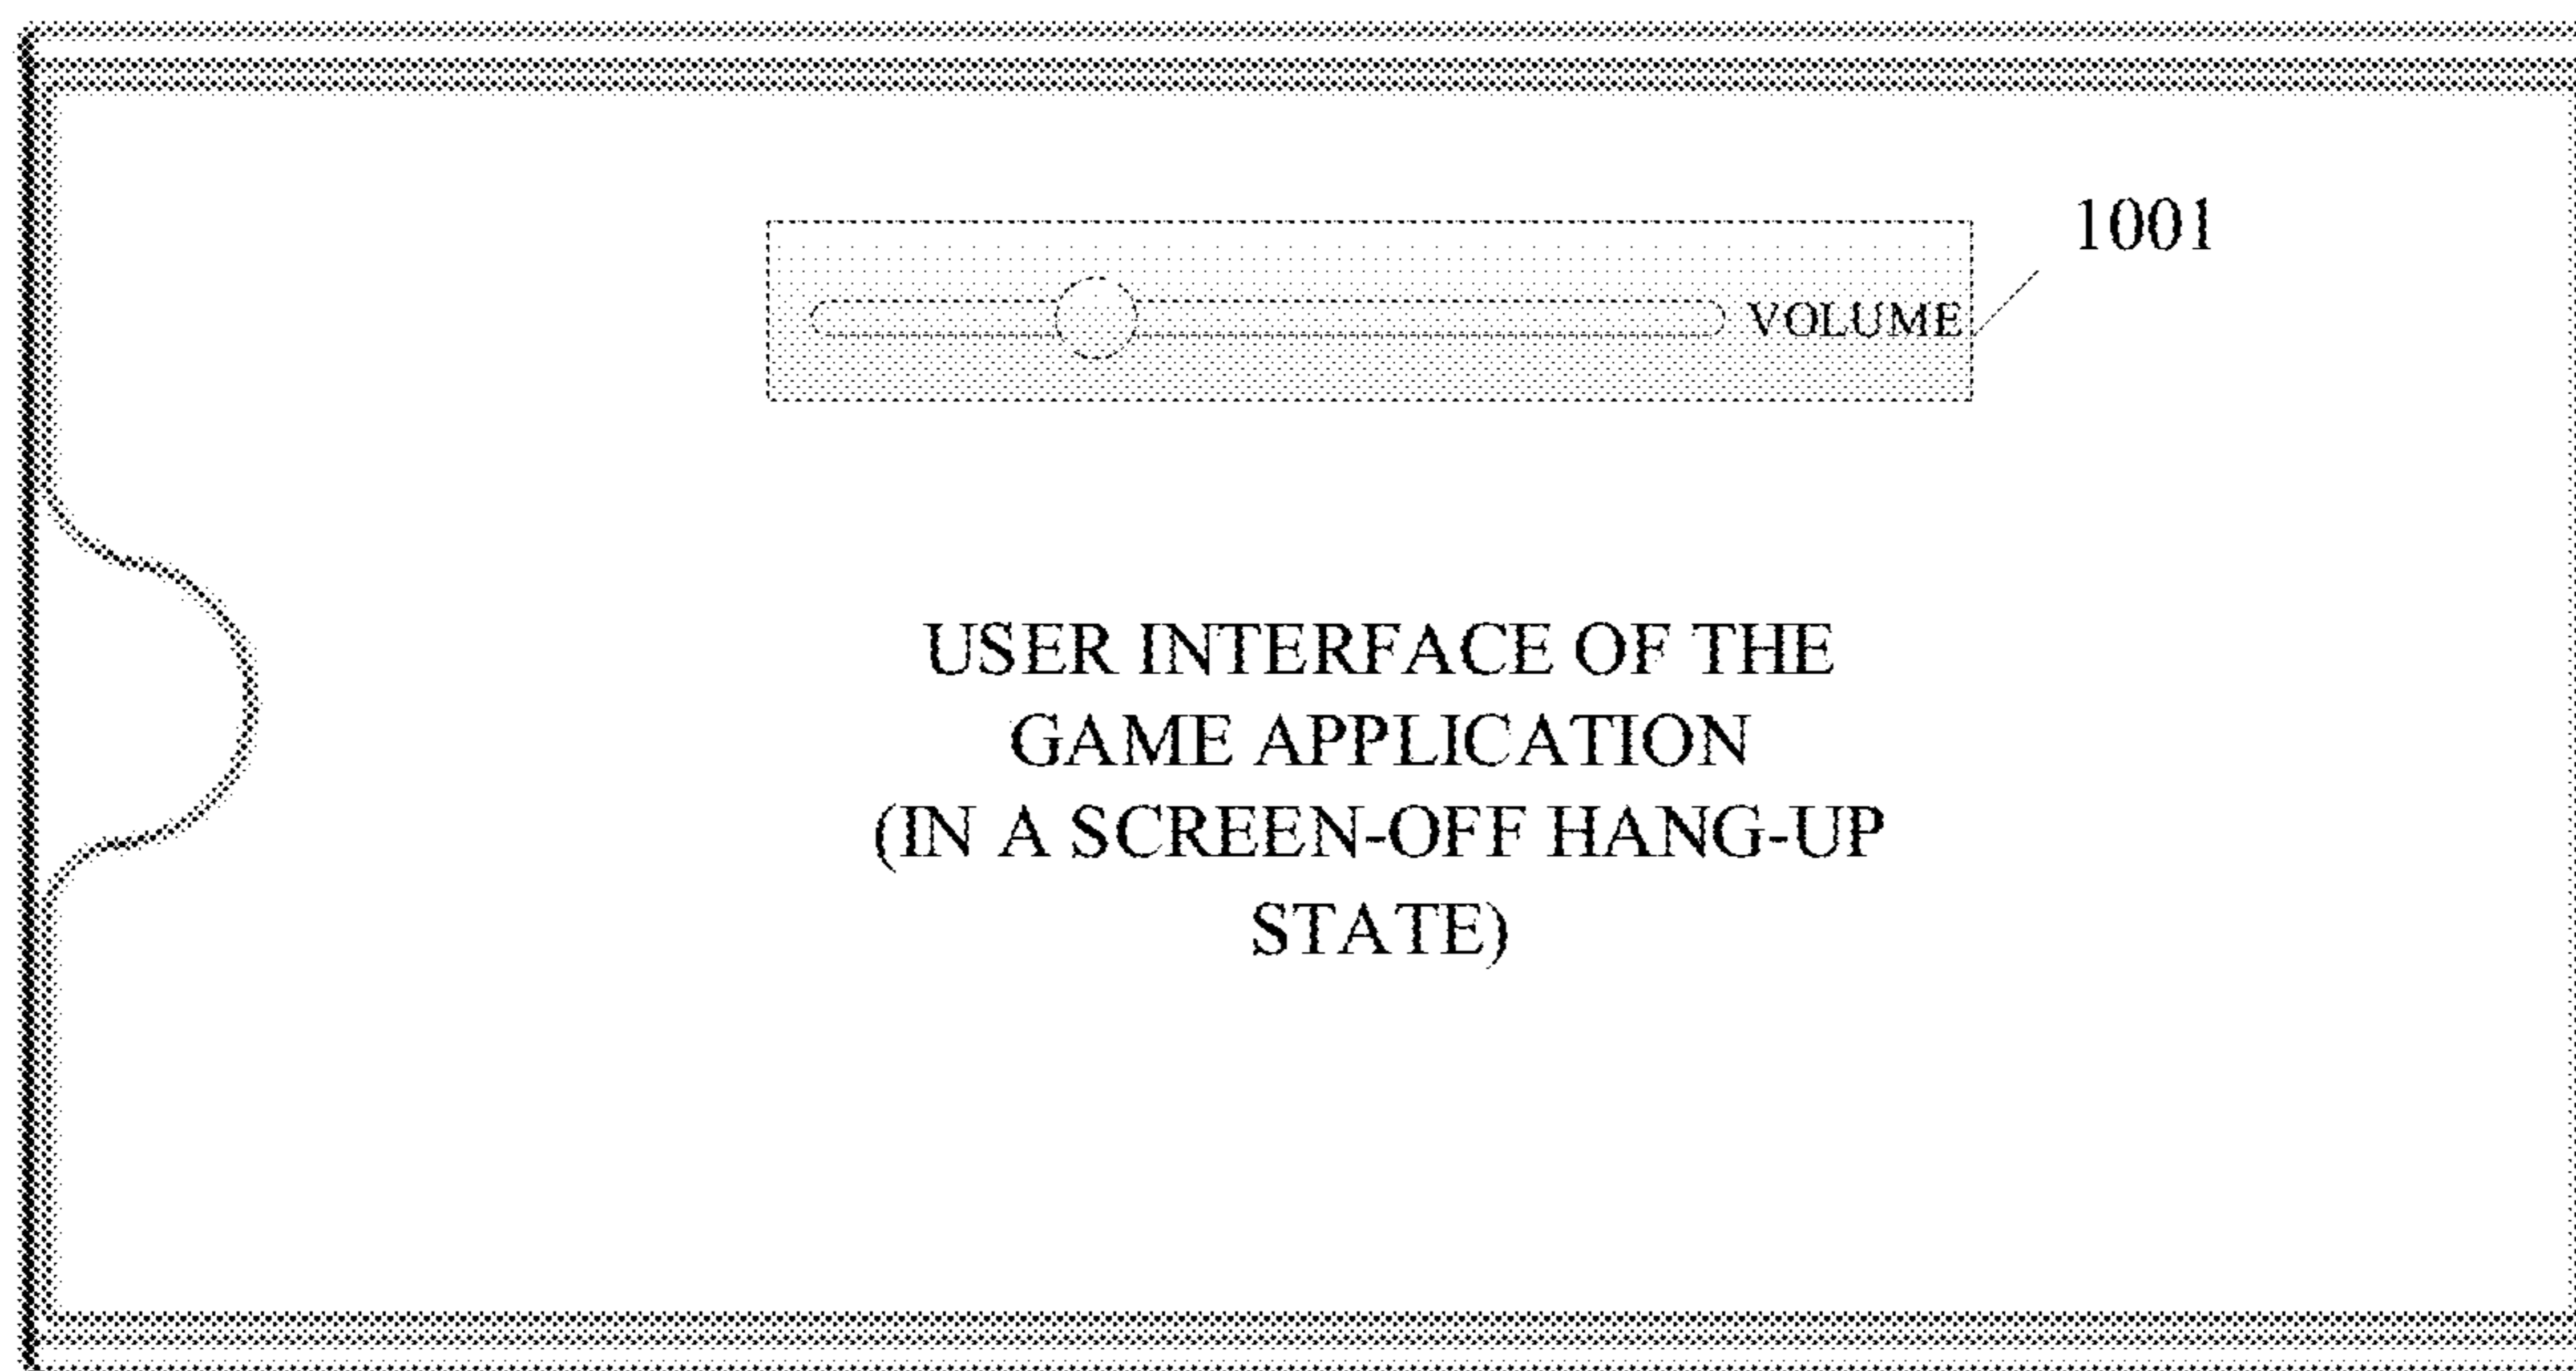 1001
VOLUME
USER INTERFACE OF THE
GAME APPLICATION
(IN A SCREEN-OFF HANG-UP
STATE)